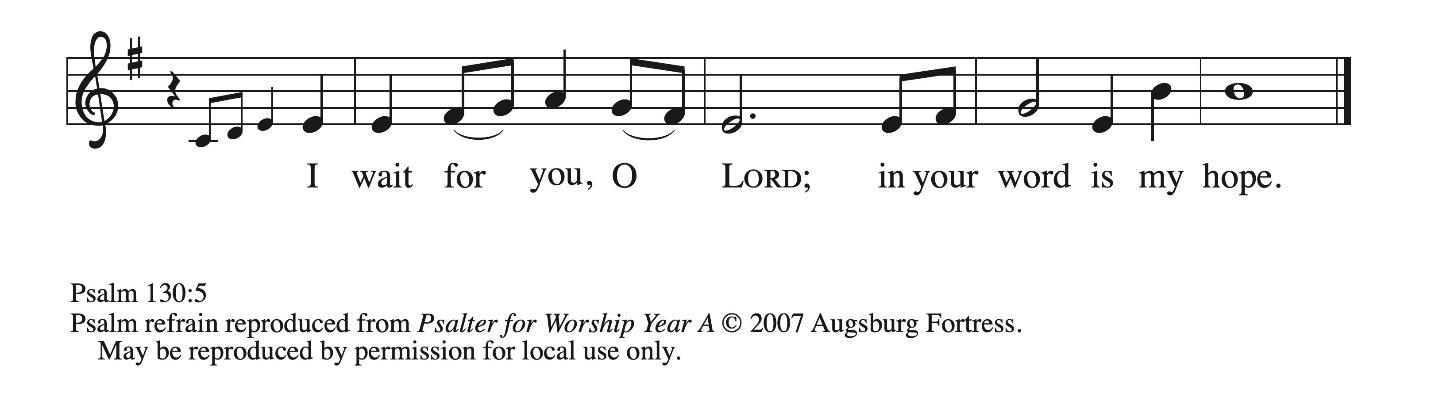 I wait for you, O LORD; in your word is my hope.
Psalm 130:5
Psalm refrain reproduced from Psalter for Worship Year A © 2007 Augsburg Fortress.
May be reproduced by permission for local use only.